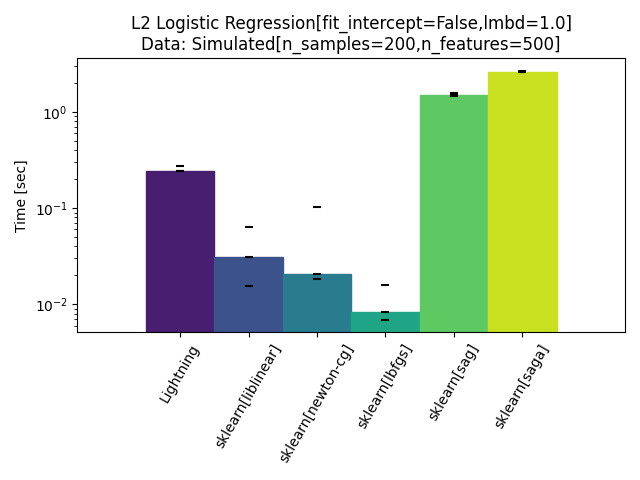 L2 Logistic Regression[fit_intercept=False,lmbd=1.0]
Data: Simulated[n_samples=200,n_features=500]
Time [sec]
10^0
10^-1
10^-2
Lightning
sklearn[liblinear]
sklearn[newton-cg]
sklearn[lbfgs]
sklearn[sag]
sklearn[saga]